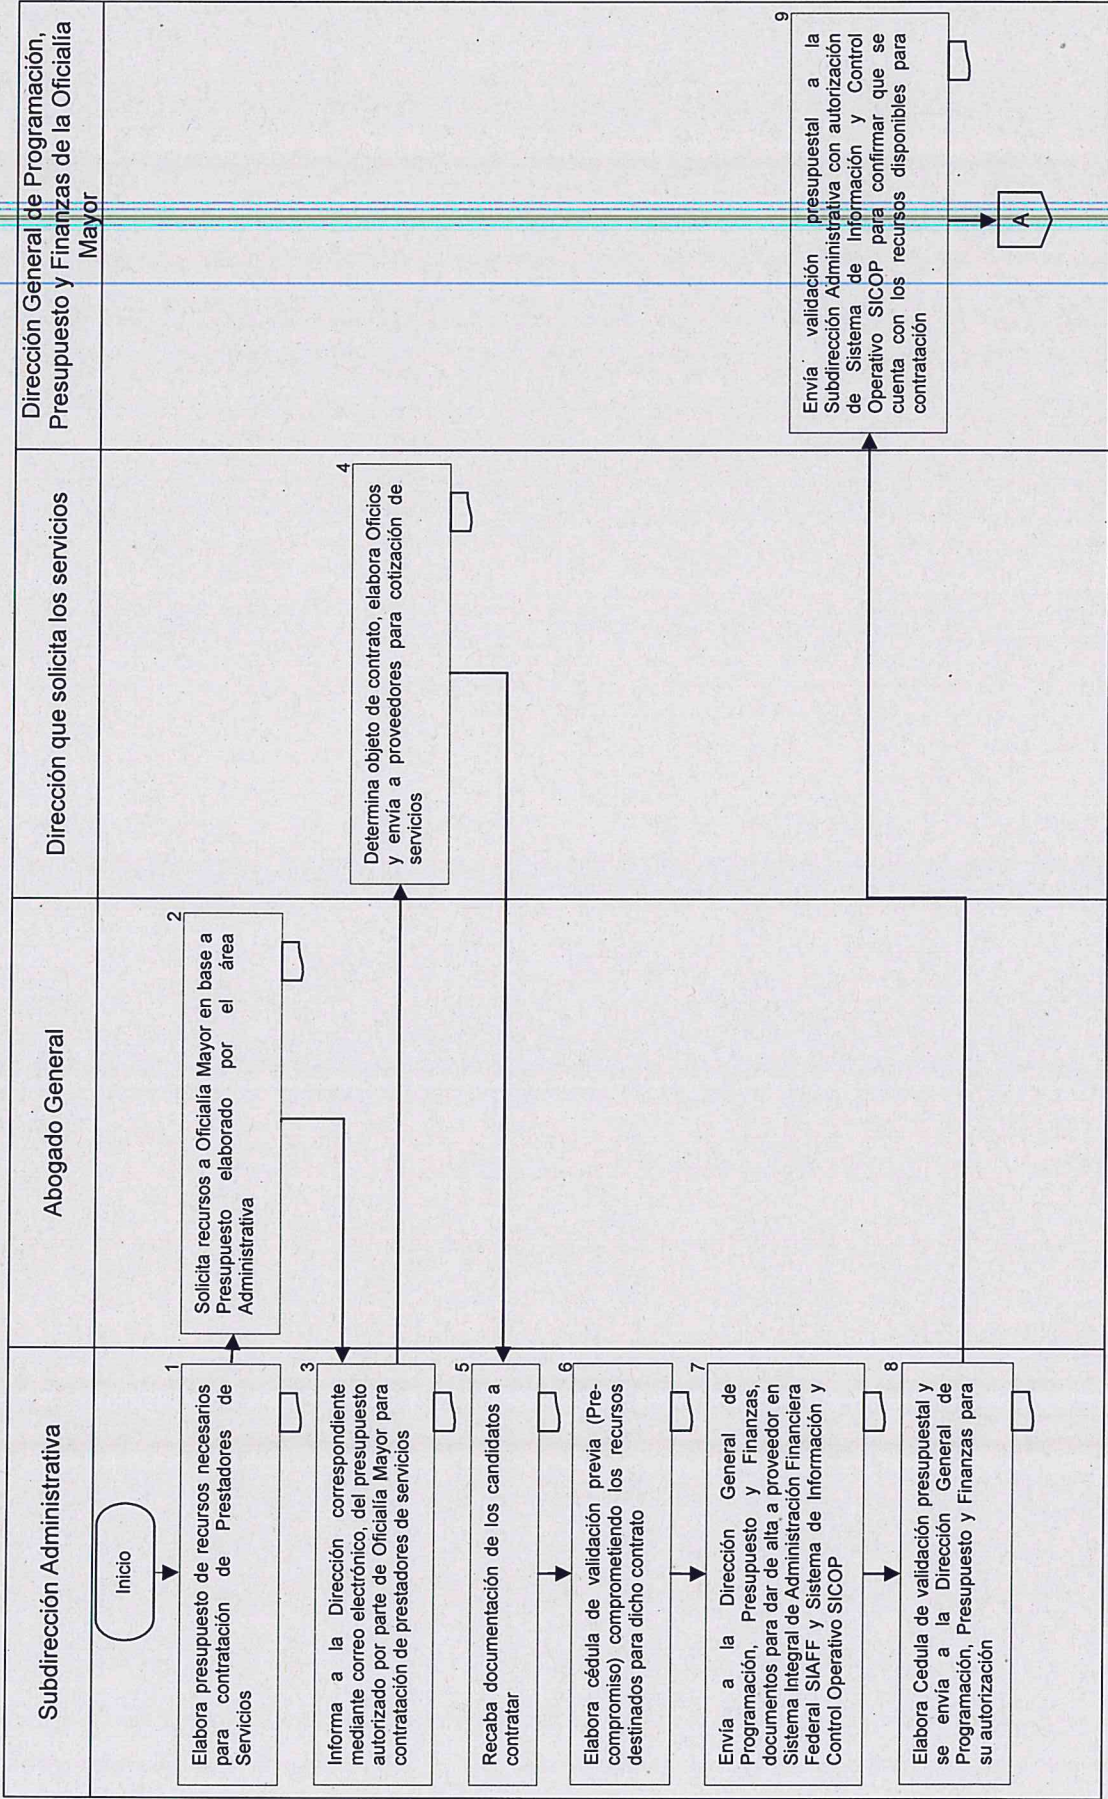 Subdirección Administrativa
Abogado General
Dirección que solicita los servicios
Dirección General de Programación,
Presupuesto y Finanzas de la Oficialía
Mayor
Inicio
1
Elabora presupuesto de recursos necesarios
para contratación de Prestadores de
Servicios
2
Solicita recursos a Oficialía Mayor en base a
Presupuesto elaborado por el área
Administrativa
3
Informa a la Dirección correspondiente
mediante correo electrónico, del presupuesto
autorizado por parte de Oficialía Mayor para
contratación de prestadores de servicios
4
Determina objeto de contrato, elabora Oficios
y envía a proveedores para cotización de
servicios
5
Recaba documentación de los candidatos a
contratar
6
Elabora cédula de validación previa (Pre-
compromiso) comprometiendo los recursos
destinados para dicho contrato
7
Envía a la Dirección General de
Programación, Presupuesto y Finanzas,
documentos para dar de alta a proveedor en
Sistema Integral de Administración Financiera
Federal SIAFF y Sistema de Información y
Control Operativo SICOP
8
Elabora Cedula de validación presupuestal y
se envía a la Dirección General de
Programación, Presupuesto y Finanzas para
su autorización
9
Envía validación presupuestal a la
Subdirección Administrativa con autorización
de Sistema de Información y Control
Operativo SICOP para confirmar que se
cuenta con los recursos disponibles para
contratación
A